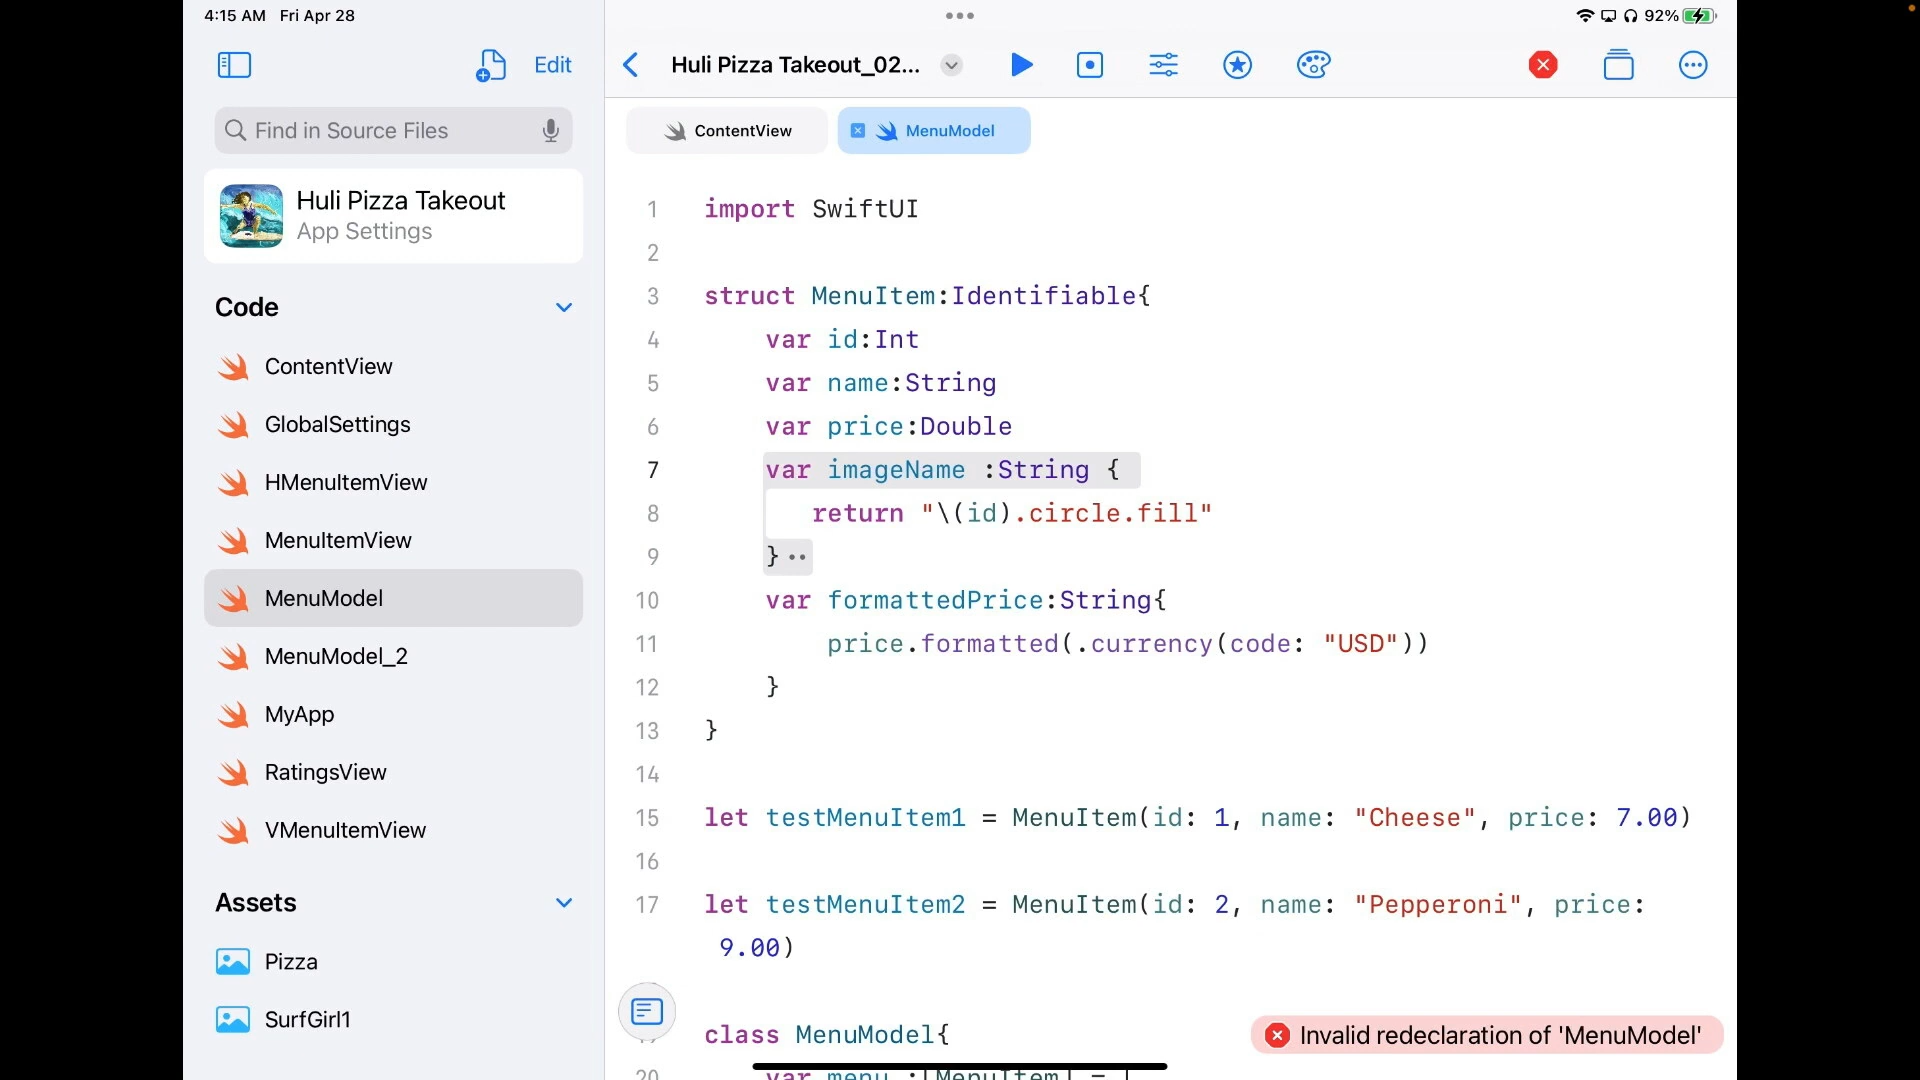 4:15 AM Fri Apr 28
92%
Edit
Huli Pizza Takeout_02...
Find in Source Files
ContentView
MenuModel
Huli Pizza Takeout
App Settings
Code
ContentView
GlobalSettings
HMenuItemView
MenuItemView
MenuModel
MenuModel_2
MyApp
RatingsView
VMenuItemView
Assets
Pizza
SurfGirl1
1 import SwiftUI
2
3 struct MenuItem:Identifiable{
4 var id:Int
5 var name:String
6 var price:Double
7 var imageName :String {
8 return "\(id).circle.fill"
9 }
10 var formattedPrice:String{
11 price.formatted(.currency(code: "USD"))
12 }
13 }
14
15 let testMenuItem1 = MenuItem(id: 1, name: "Cheese", price: 7.00)
16
17 let testMenuItem2 = MenuItem(id: 2, name: "Pepperoni", price:
9.00)
class MenuModel{
Invalid redeclaration of 'MenuModel'
20 var menu :[MenuItem] = [